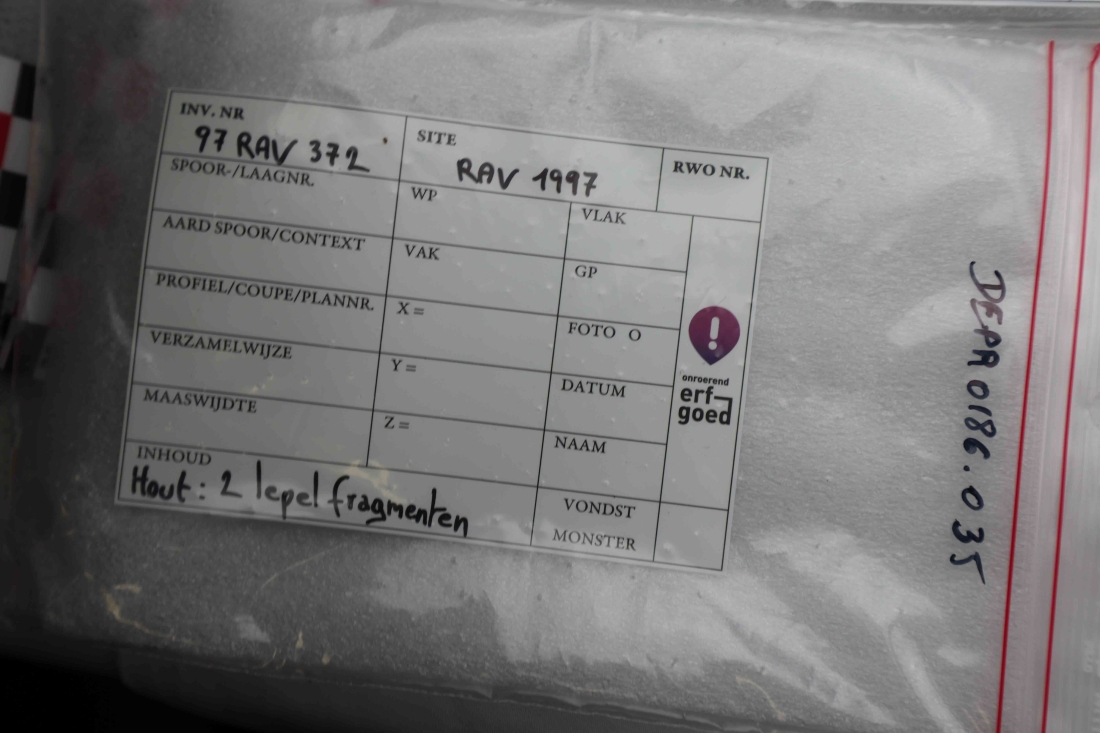 INV. NR
97 RAV 372
SITE
RAV 1997
RWO NR.
SPOOR-/LAAGNR.
WP
VLAK
AARD SPOOR/CONTEXT
VAK
GP
PROFIEL/COUPE/PLANNR.
X =
FOTO O
VERZAMELWIJZE
Y =
DATUM
MAASWIJDTE
Z =
NAAM
INHOUD
Hout: 2 lepel fragmenten
VONDST
MONSTER
!
onroerend
erf
goed
DEPA 0186.035